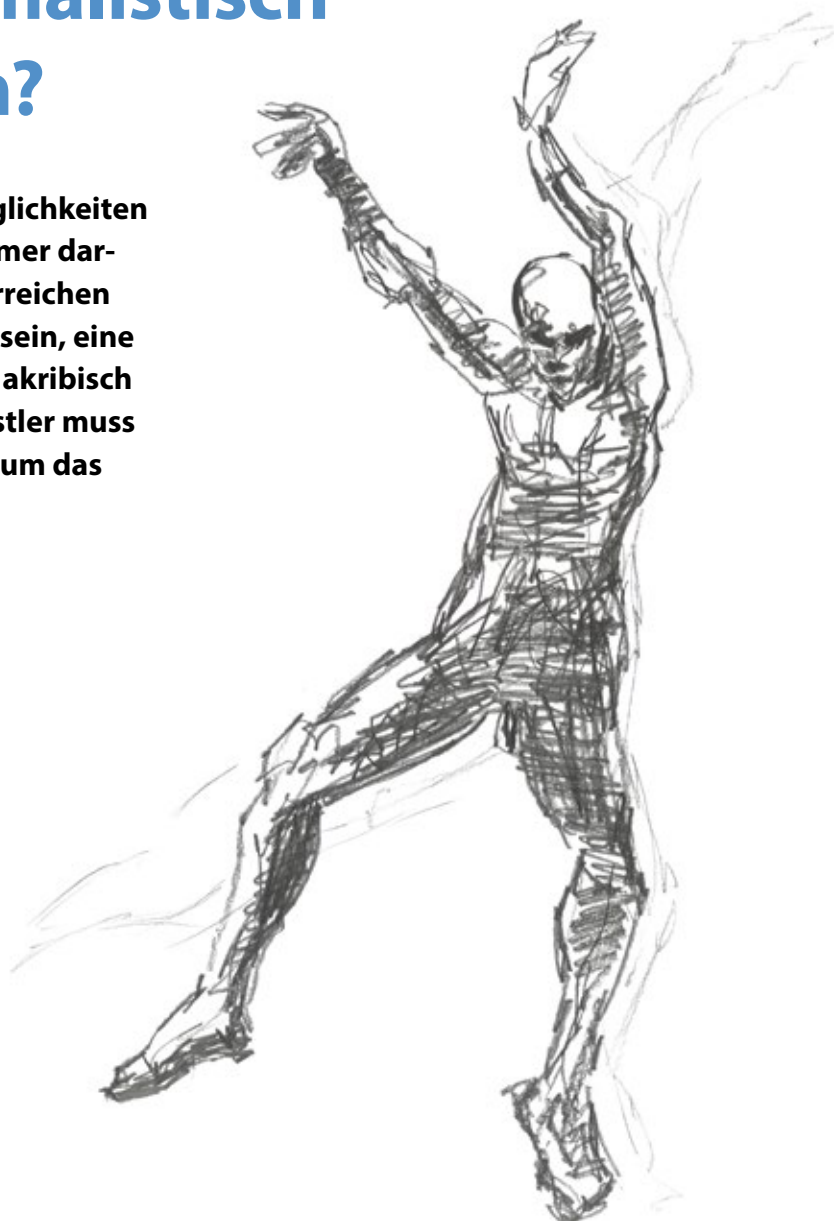 nalistisch
n?
glichkeiten
mer dar-
rreichen
sein, eine
akribisch
stler muss
um das